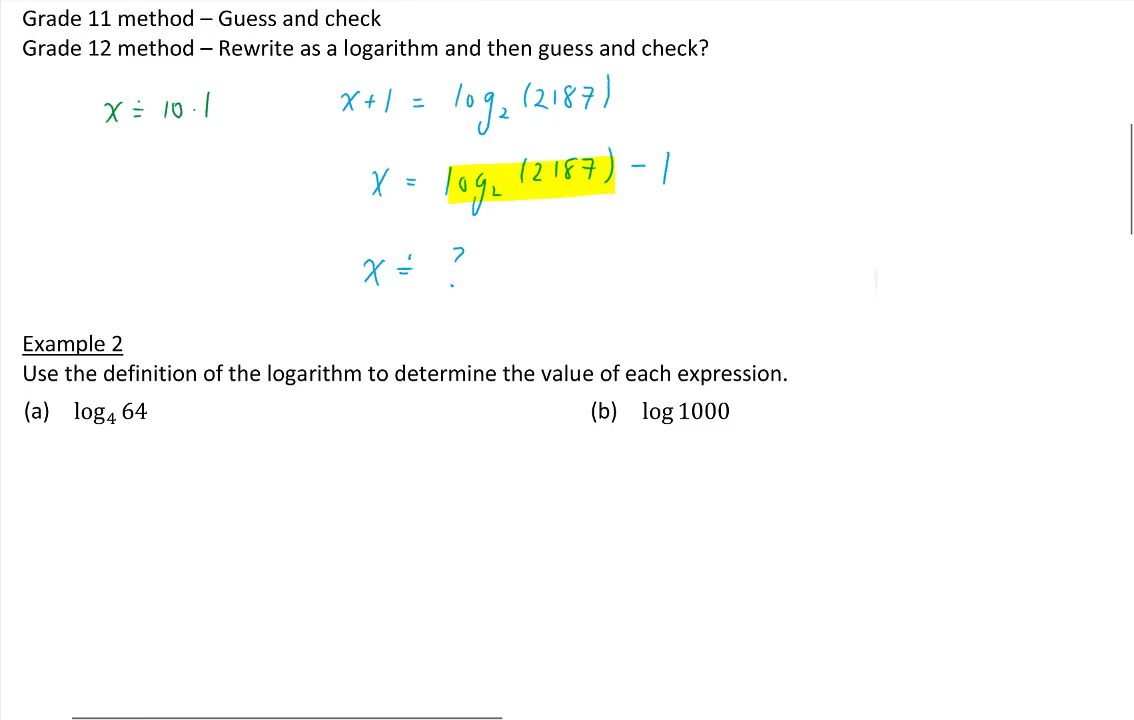 Grade 11 method – Guess and check
Grade 12 method – Rewrite as a logarithm and then guess and check?
x ≐ 10.1
x + 1 = log₂ (2187)
x = log₂ (2187) − 1
x ≐ ?
Example 2
Use the definition of the logarithm to determine the value of each expression.
(a) log₄ 64
(b) log 1000